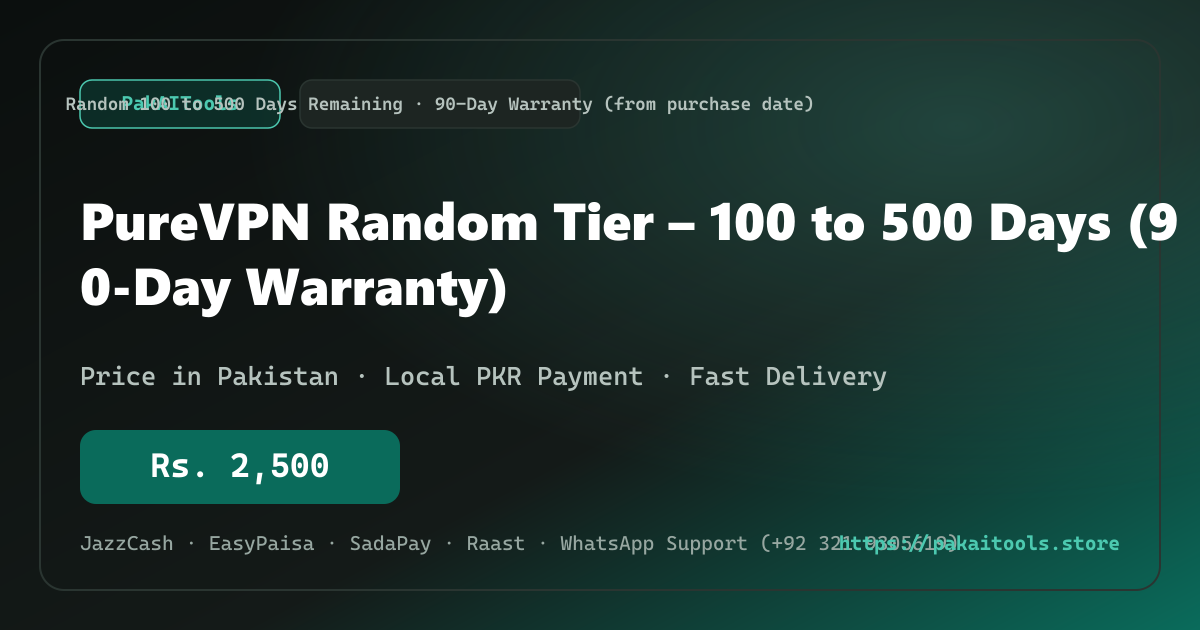 PakAITools
Random 100 to 500 Days Remaining · 90-Day Warranty (from purchase date)
PureVPN Random Tier – 100 to 500 Days (9
0-Day Warranty)
Price in Pakistan · Local PKR Payment · Fast Delivery
Rs. 2,500
JazzCash · EasyPaisa · SadaPay · Raast · WhatsApp Support (+92 321
https://pakaitools.store